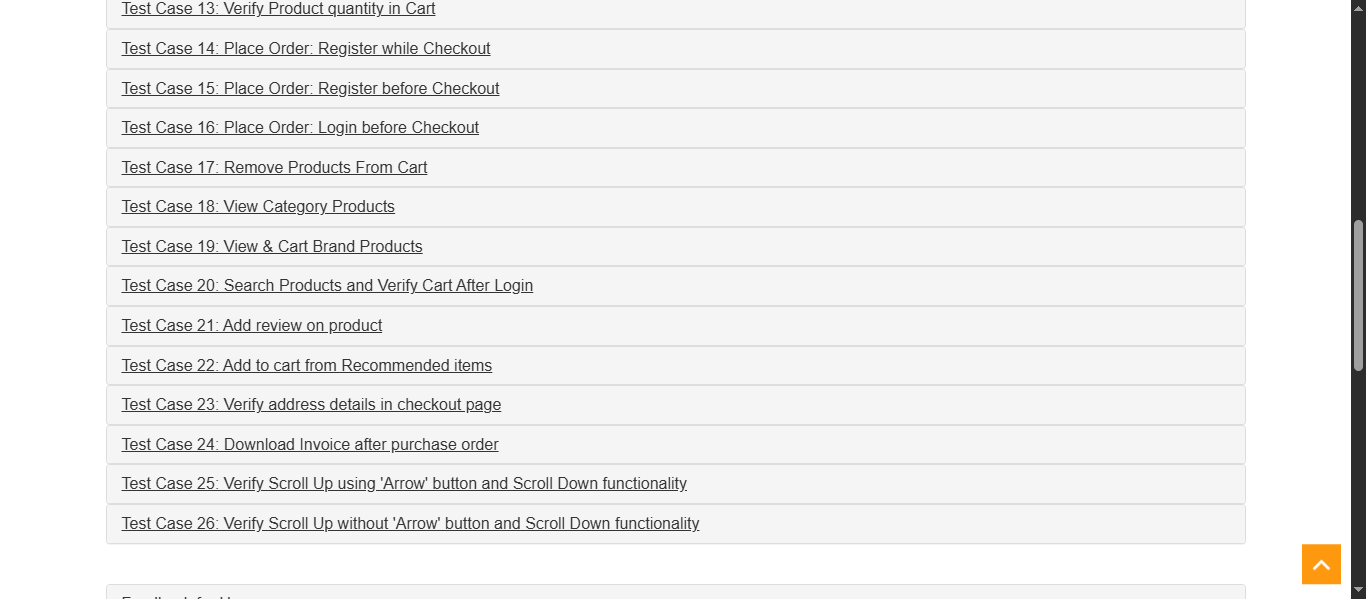 Test Case 13: Verify Product quantity in Cart
Test Case 14: Place Order: Register while Checkout
Test Case 15: Place Order: Register before Checkout
Test Case 16: Place Order: Login before Checkout
Test Case 17: Remove Products From Cart
Test Case 18: View Category Products
Test Case 19: View & Cart Brand Products
Test Case 20: Search Products and Verify Cart After Login
Test Case 21: Add review on product
Test Case 22: Add to cart from Recommended items
Test Case 23: Verify address details in checkout page
Test Case 24: Download Invoice after purchase order
Test Case 25: Verify Scroll Up using 'Arrow' button and Scroll Down functionality
Test Case 26: Verify Scroll Up without 'Arrow' button and Scroll Down functionality